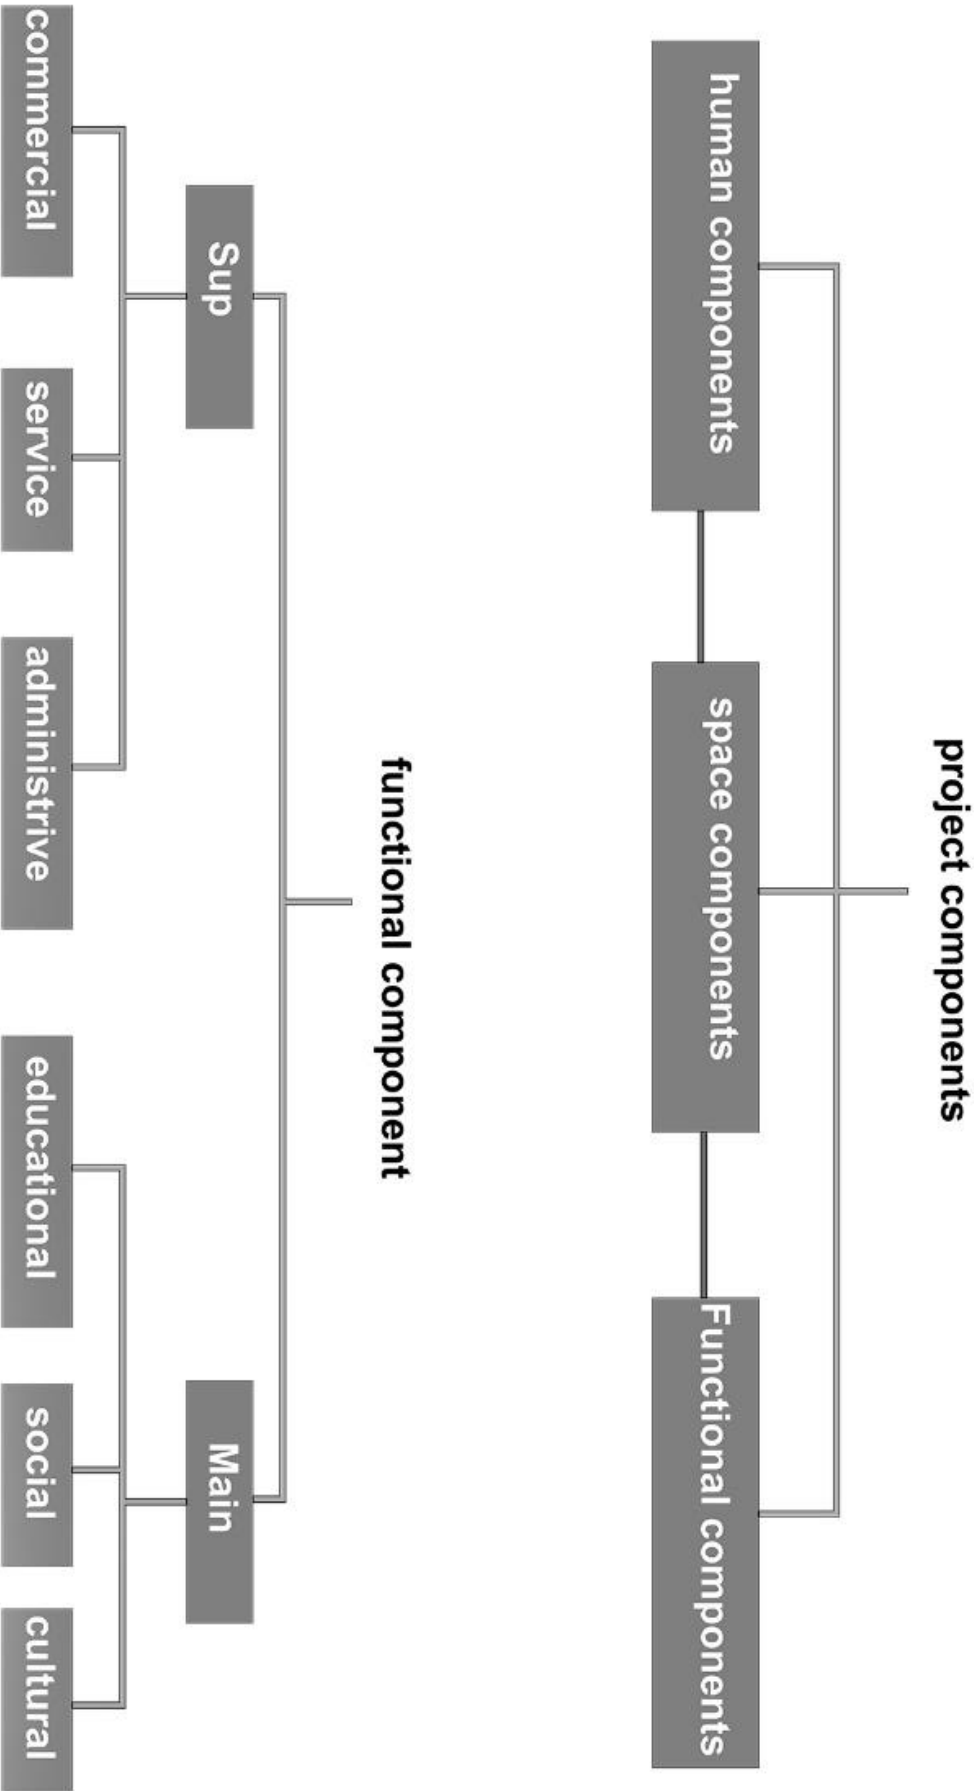 project components
human components
space components
Functional components
functional component
Sup
Main
commercial
service
administrive
educational
social
cultural